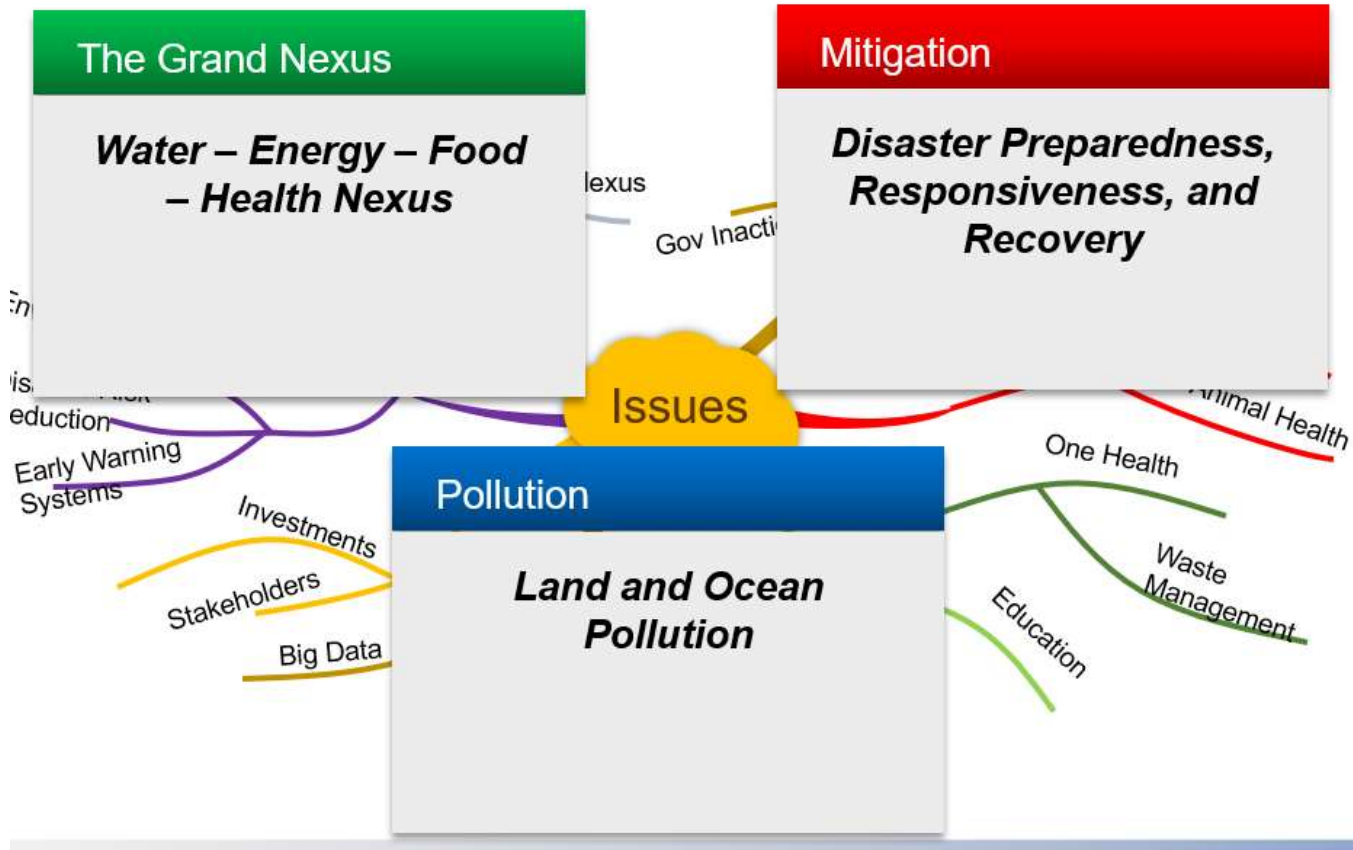 The Grand Nexus
Water – Energy – Food
– Health Nexus
Mitigation
Disaster Preparedness,
Responsiveness, and
Recovery
Gov
Issues
Early Warning
Systems
Investments
Stakeholders
Big Data
Pollution
Land and Ocean
Pollution
Animal Health
One Health
Waste
Management
Education